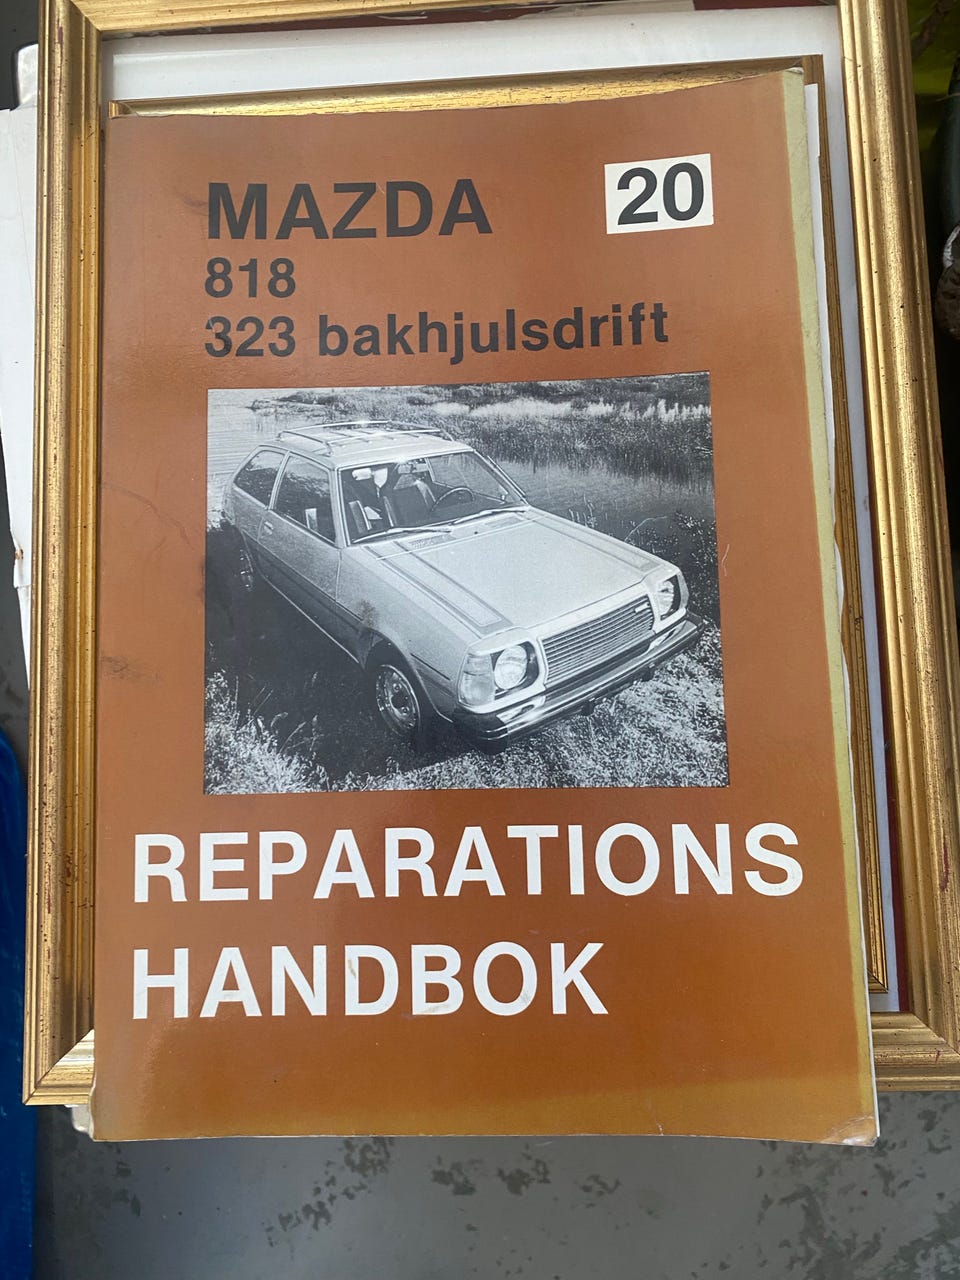 MAZDA 20
818
323 bakhjulsdrift
REPARATIONS
HANDBOK